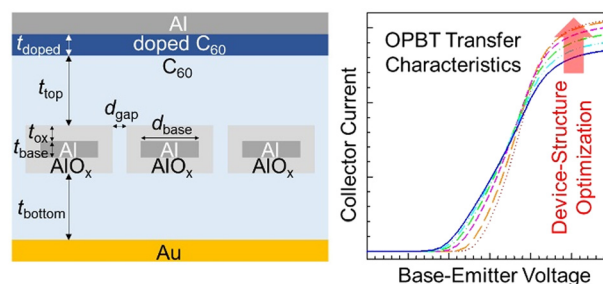 Al
t_doped
doped C₆₀
C₆₀
t_top
d_gap
d_base
t_ox
t_base
Al
Al
Al
AlOₓ
AlOₓ
AlOₓ
t_bottom
Au
OPBT Transfer
Characteristics
Device-Structure
Optimization
Collector Current
Base-Emitter Voltage